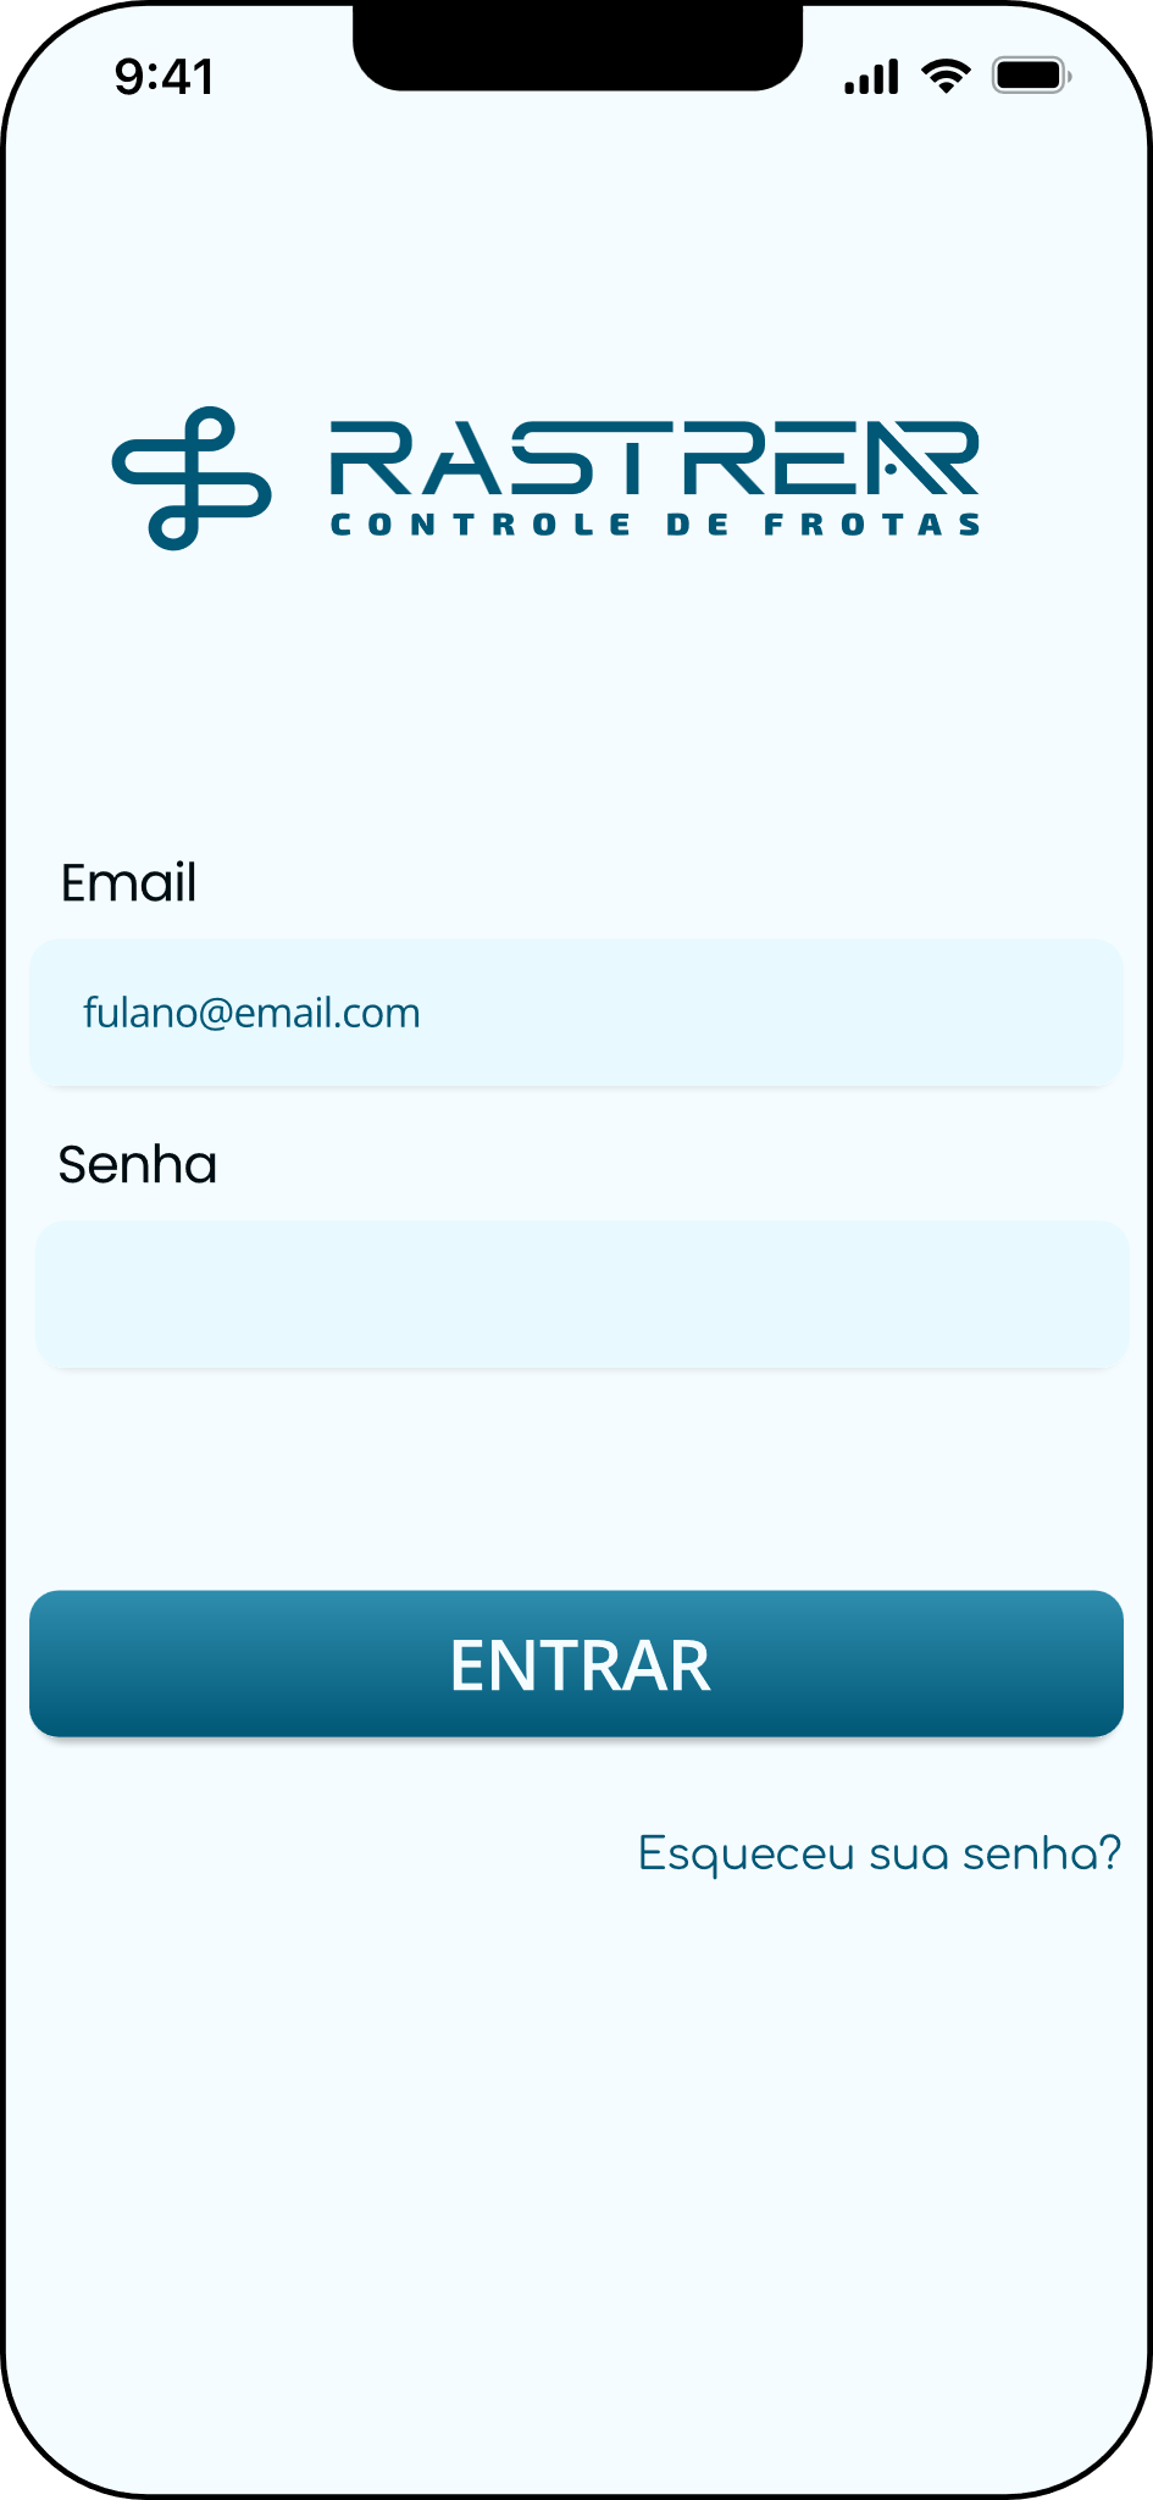 9:41
RASTREAR
CONTROLE DE FROTAS
Email
fulano@email.com
Senha
ENTRAR
Esqueceu sua senha?